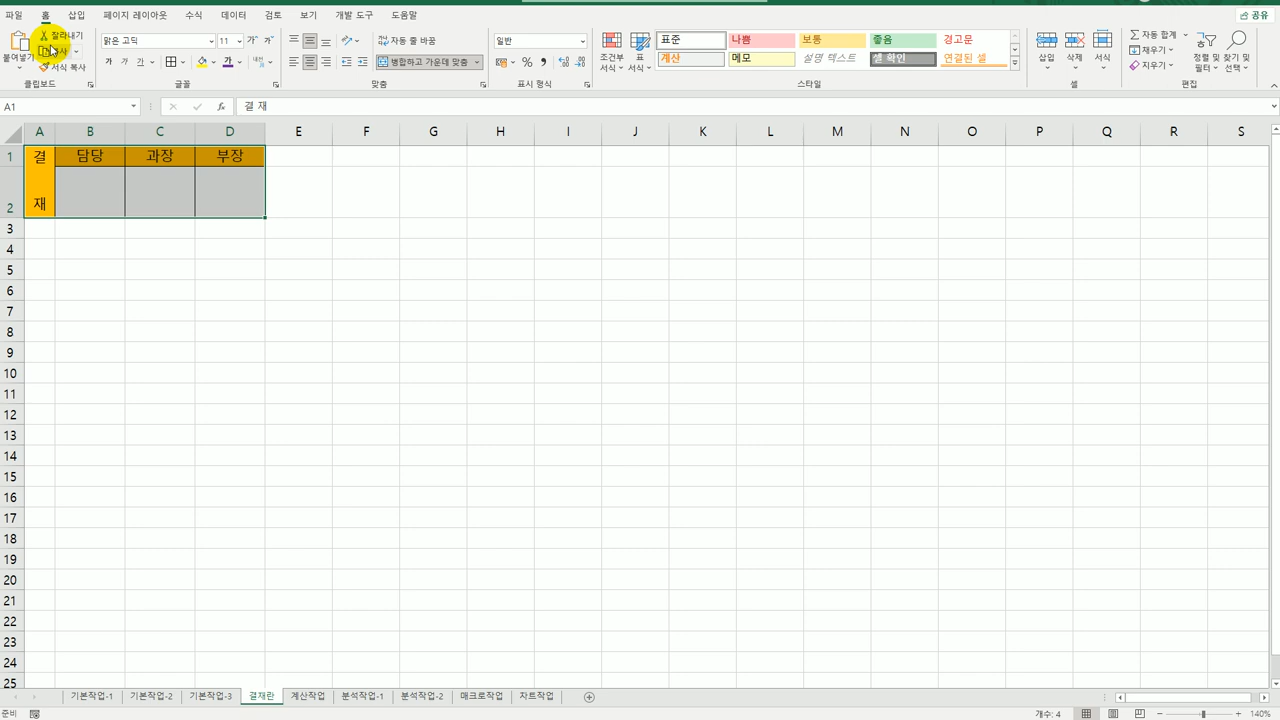 파일 홈 삽입 페이지 레이아웃 수식 데이터 검토 보기 개발 도구 도움말 공유
잘라내기
붙여넣기
서식 복사
맑은 고딕 11
가 가
자동 줄 바꿈
병합하고 가운데 맞춤
일반
%
조건부 서식
표 서식
표준 나쁨 보통 좋음 경고문
계산 메모 설명 텍스트 셀 확인 연결된 셀
삽입 삭제 서식
자동 합계
채우기
지우기
정렬 및 필터
찾기 및 선택
클립보드 글꼴 맞춤 표시 형식 스타일 셀 편집
A1 fx 결 재
A B C D E F G H I J K L M N O P Q R S
1 결 담당 과장 부장
2 재
3
4
5
6
7
8
9
10
11
12
13
14
15
16
17
18
19
20
21
22
23
24
25
기본작업-1 기본작업-2 기본작업-3 결재란 계산작업 분석작업-1 분석작업-2 매크로작업 차트작업
준비 개수: 4 140%